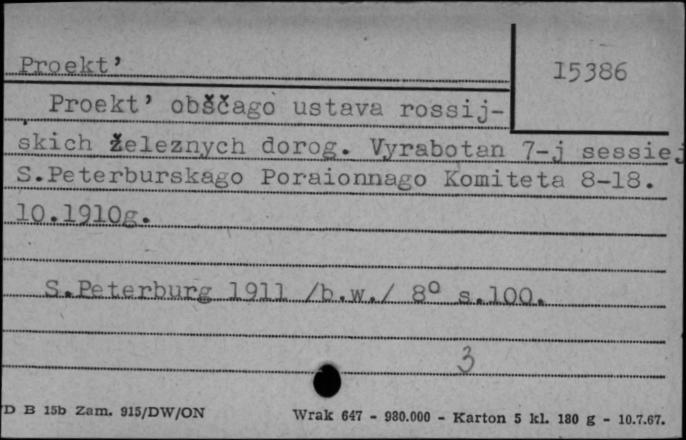 Proekt’
15386
Proekt’ obščago ustava rossij-
skich železnych dorog. Vyrabotan 7-j sessiej
S.Peterburskago Poraionnago Komiteta 8-18.
10.1910g.
S.Peterburg 1911 /b.w./ 8º s.100.
3
D B 15b Zam. 915/DW/ON
Wrak 647 - 980.000 - Karton 5 kl. 180 g - 10.7.67.